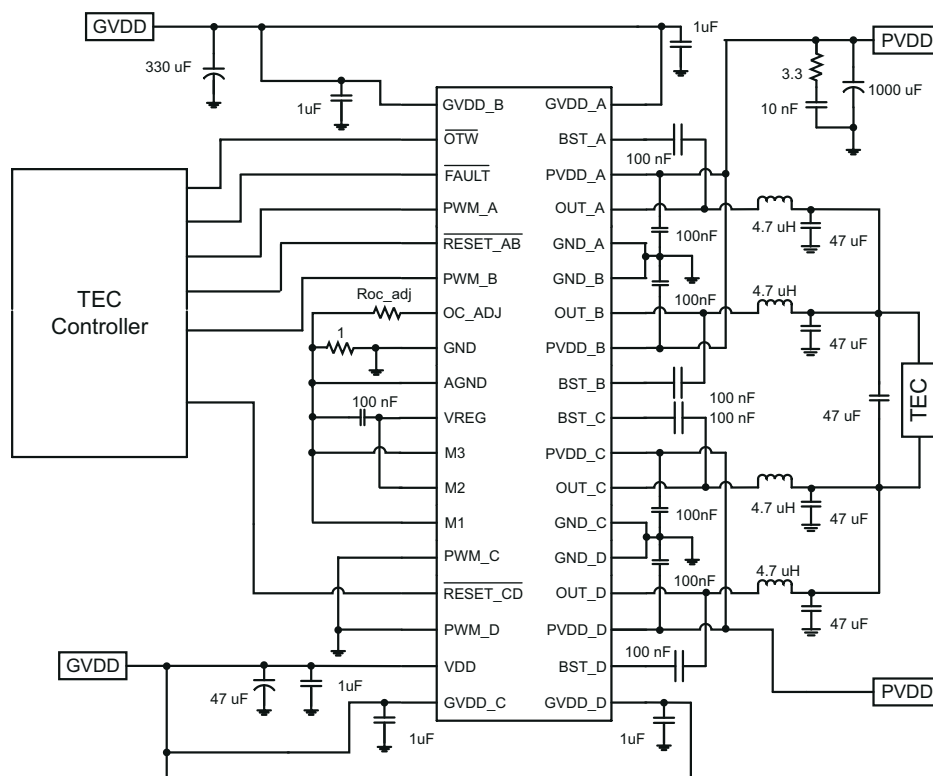 GVDD
1uF
PVDD
330 uF
3.3
1uF
10 nF
1000 uF
GVDD_B
GVDD_A
OTW
BST_A
100 nF
FAULT
PVDD_A
PWM_A
OUT_A
4.7 uH
47 uF
100nF
RESET_AB
GND_A
TEC
Controller
PWM_B
GND_B
4.7 uH
Roc_adj
100nF
OC_ADJ
OUT_B
1
47 uF
GND
PVDD_B
AGND
BST_B
100 nF
TEC
100 nF
47 uF
VREG
BST_C
100 nF
M3
PVDD_C
M2
OUT_C
4.7 uH
47 uF
100nF
M1
GND_C
PWM_C
GND_D
4.7 uH
100nF
RESET_CD
OUT_D
47 uF
PWM_D
PVDD_D
100 nF
GVDD
VDD
BST_D
47 uF
1uF
PVDD
GVDD_C
GVDD_D
1uF
1uF